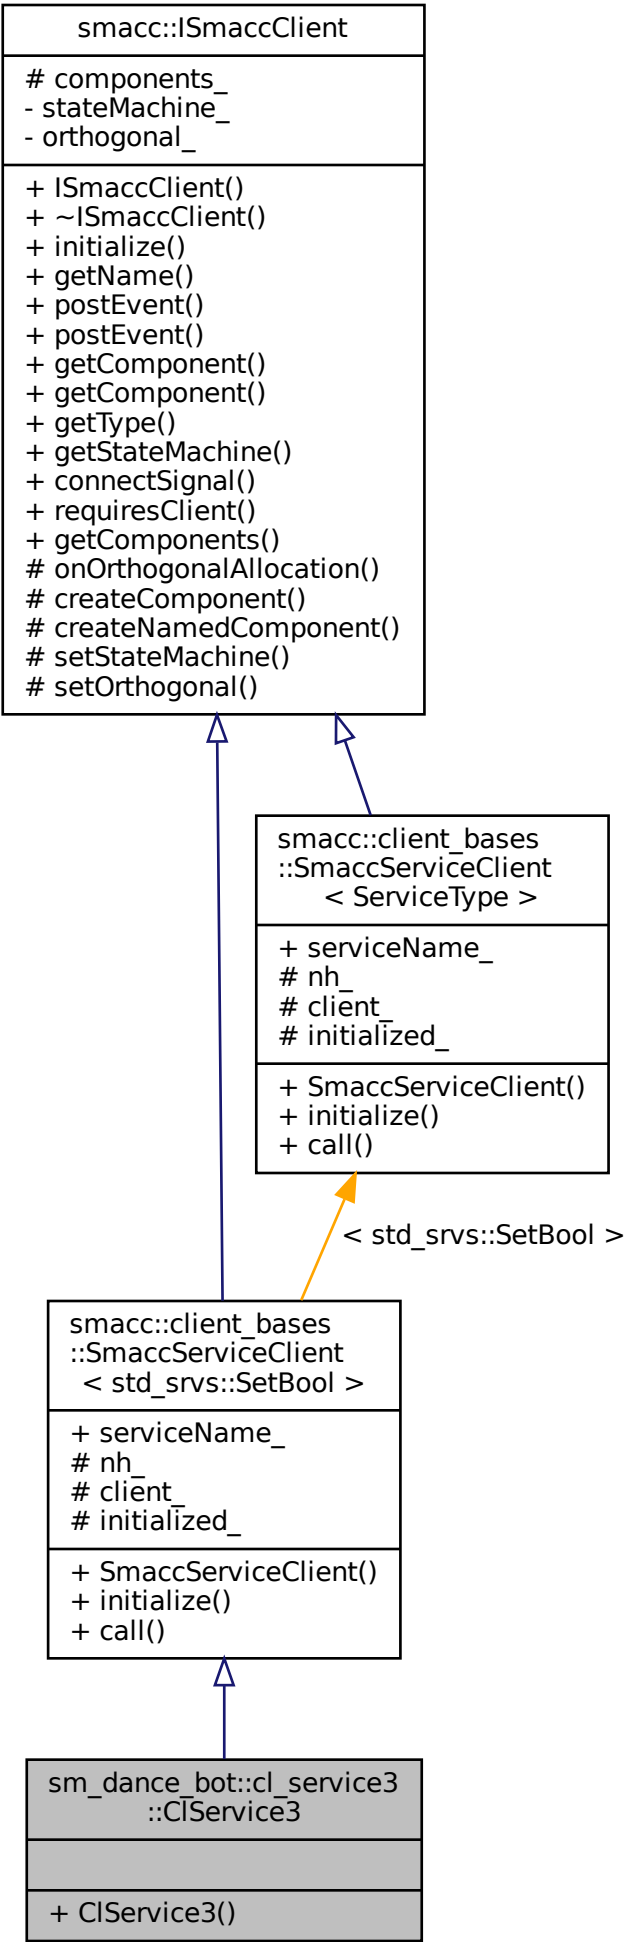 smacc::ISmaccClient
# components_
- stateMachine_
- orthogonal_
+ ISmaccClient()
+ ~ISmaccClient()
+ initialize()
+ getName()
+ postEvent()
+ postEvent()
+ getComponent()
+ getComponent()
+ getType()
+ getStateMachine()
+ connectSignal()
+ requiresClient()
+ getComponents()
# onOrthogonalAllocation()
# createComponent()
# createNamedComponent()
# setStateMachine()
# setOrthogonal()
smacc::client_bases
::SmaccServiceClient
< ServiceType >
+ serviceName_
# nh_
# client_
# initialized_
+ SmaccServiceClient()
+ initialize()
+ call()
< std_srvs::SetBool >
smacc::client_bases
::SmaccServiceClient
< std_srvs::SetBool >
+ serviceName_
# nh_
# client_
# initialized_
+ SmaccServiceClient()
+ initialize()
+ call()
sm_dance_bot::cl_service3
::ClService3
+ ClService3()